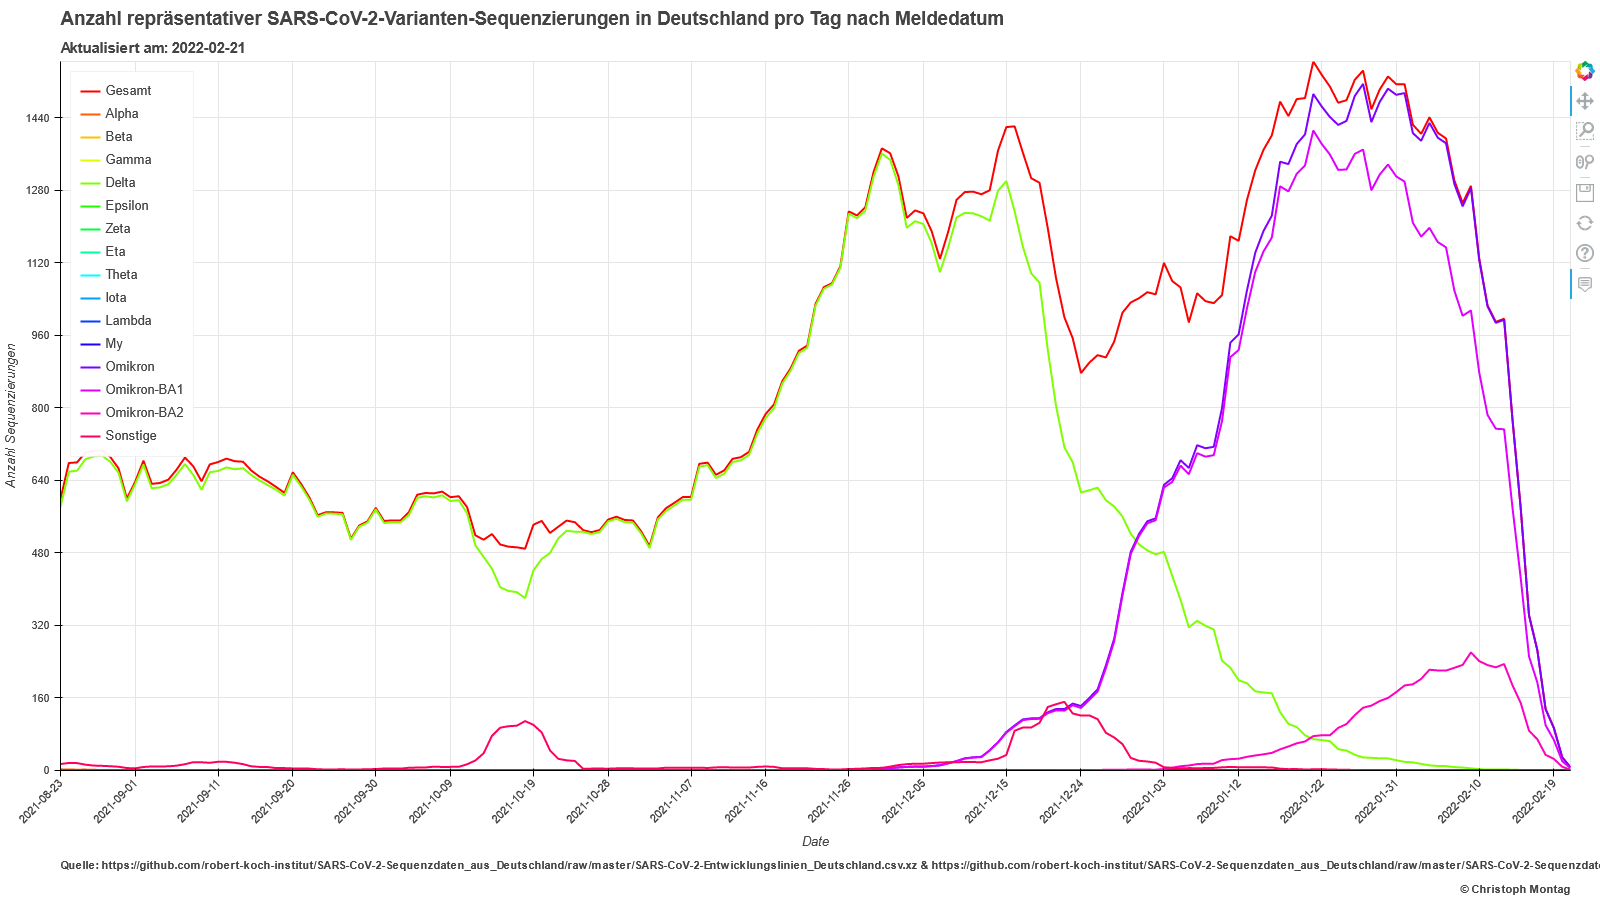 Anzahl repräsentativer SARS-CoV-2-Varianten-Sequenzierungen in Deutschland pro Tag nach Meldedatum
Aktualisiert am: 2022-02-21
Gesamt
Alpha
Beta
Gamma
Delta
Epsilon
Zeta
Eta
Theta
Iota
Lambda
My
Omikron
Omikron-BA1
Omikron-BA2
Sonstige
Anzahl Sequenzierungen
1440
1280
1120
960
800
640
480
320
160
0
2021-08-23
2021-09-01
2021-09-11
2021-09-20
2021-09-30
2021-10-09
2021-10-19
2021-10-28
2021-11-07
2021-11-16
2021-11-26
2021-12-05
2021-12-15
2021-12-24
2022-01-03
2022-01-12
2022-01-22
2022-01-31
2022-02-10
2022-02-19
Date
Quelle: https://github.com/robert-koch-institut/SARS-CoV-2-Sequenzdaten_aus_Deutschland/raw/master/SARS-CoV-2-Entwicklungslinien_Deutschland.csv.xz & https://github.com/robert-koch-institut/SARS-CoV-2-Sequenzdaten_aus_Deutschland/raw/master/SARS-CoV-2-Sequenzdate
© Christoph Montag